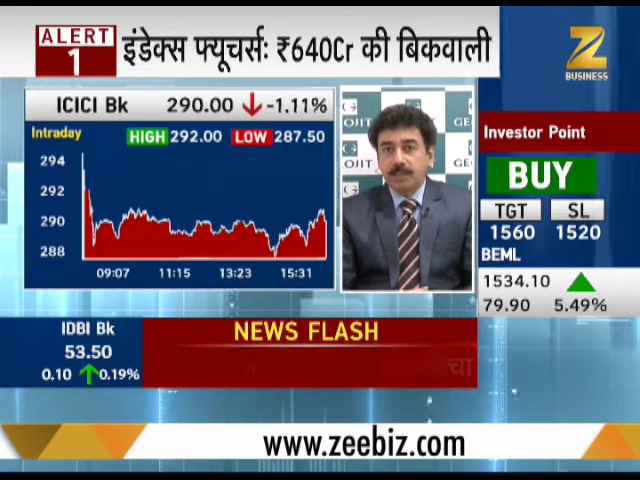 ALERT
1
इंडेक्स फ्यूचर्सः ₹640Cr की बिकवाली
Z
BUSINESS
ICICI Bk 290.00 -1.11%
Intraday HIGH 292.00 LOW 287.50
294
292
290
288
09:07 11:15 13:23 15:31
OJIT
GEO
Investor Point
BUY
TGT SL
1560 1520
BEML
1534.10
79.90 5.49%
IDBI Bk
53.50
0.10 0.19%
NEWS FLASH
चा
www.zeebiz.com